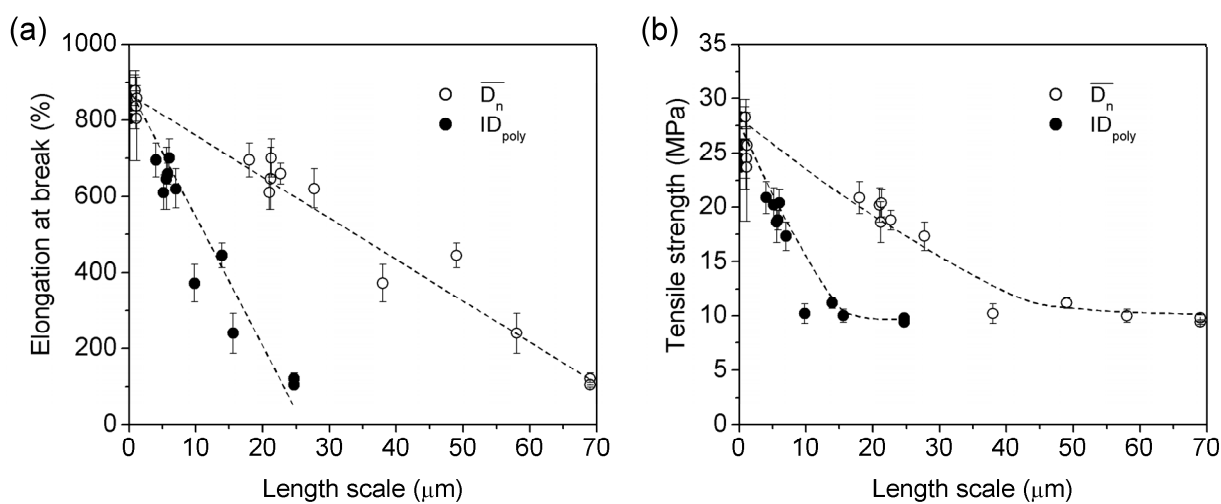 (a)
1000
800
600
400
200
0
Elongation at break (%)
D̅n̅
IDpoly
0 10 20 30 40 50 60 70
Length scale (μm)
(b)
35
30
25
20
15
10
5
0
Tensile strength (MPa)
D̅n̅
IDpoly
0 10 20 30 40 50 60 70
Length scale (μm)